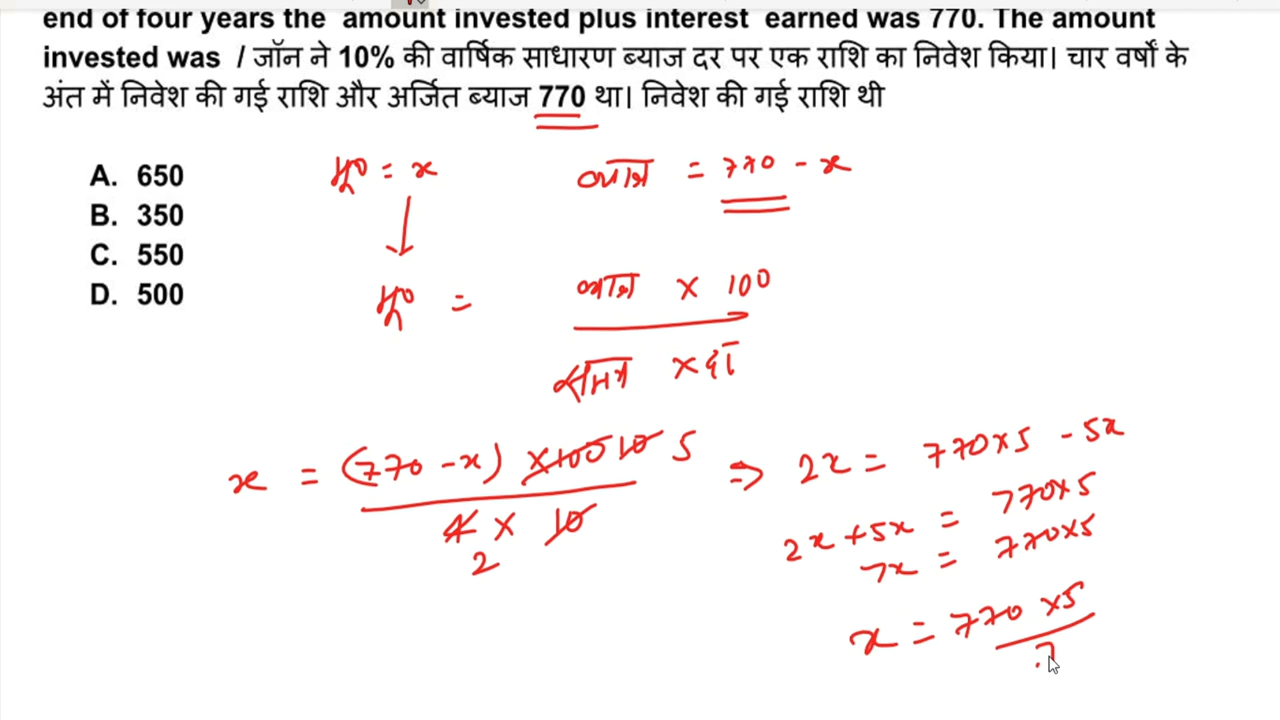 end of four years the amount invested plus interest earned was 770. The amount
invested was / जॉन ने 10% की वार्षिक साधारण ब्याज दर पर एक राशि का निवेश किया। चार वर्षों के
अंत में निवेश की गई राशि और अर्जित ब्याज 770 था। निवेश की गई राशि थी
A. 650
B. 350
C. 550
D. 500
मू० = x
ब्याज = 770 - x
मू० = ब्याज × 100
समय × दर
x = (770 - x) × 100 10 5
4 × 10
2
⇒ 2x = 770×5 - 5x
2x + 5x = 770×5
7x = 770×5
x = 770 ×5